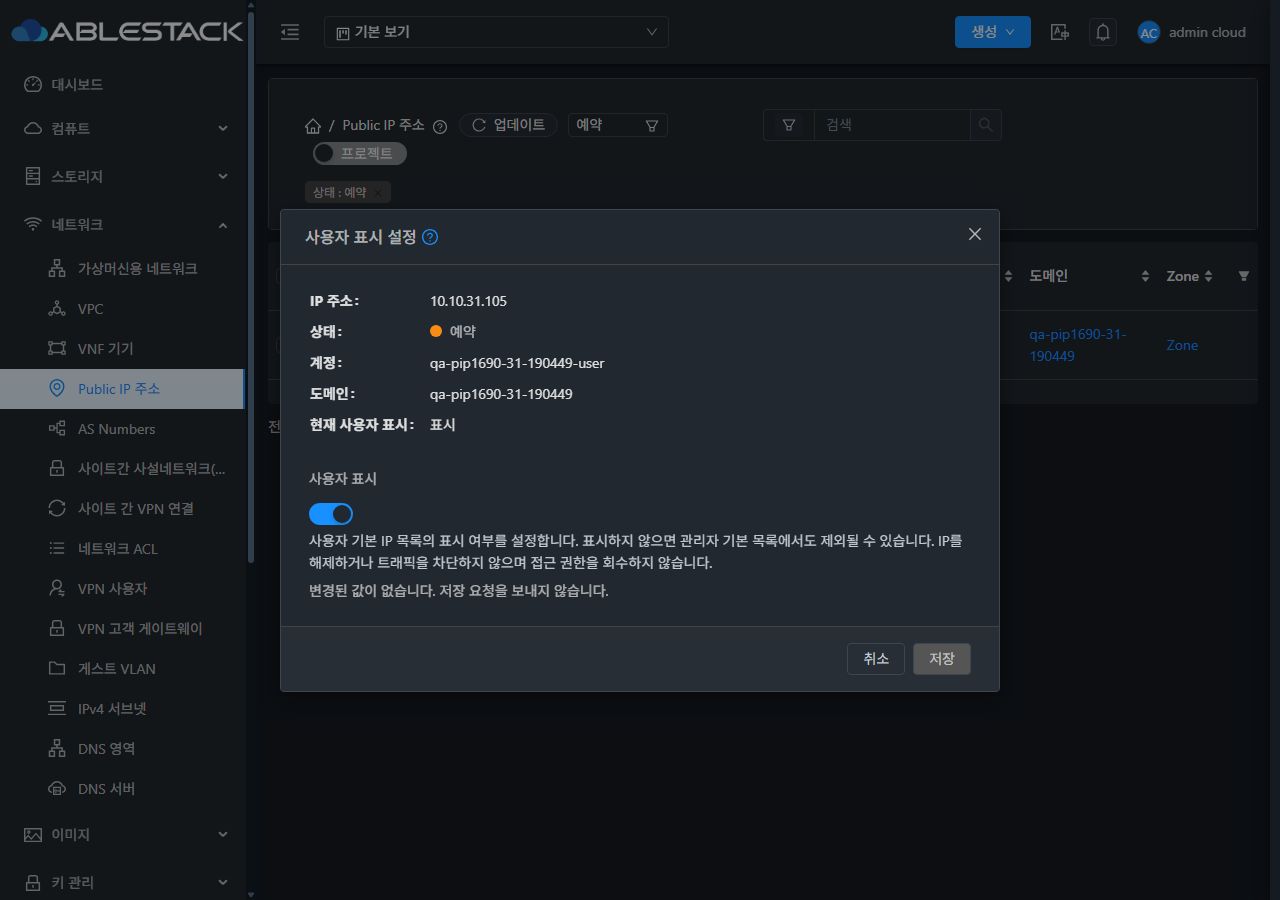 ABLESTACK
기본 보기
생성
AC
admin cloud
대시보드
컴퓨트
스토리지
네트워크
가상머신용 네트워크
VPC
VNF 기기
Public IP 주소
AS Numbers
사이트간 사설네트워크(...
사이트 간 VPN 연결
네트워크 ACL
VPN 사용자
VPN 고객 게이트웨이
게스트 VLAN
IPv4 서브넷
DNS 영역
DNS 서버
이미지
키 관리
/ Public IP 주소
업데이트
예약
검색
프로젝트
상태 : 예약
도메인
Zone
qa-pip1690-31-
190449
Zone
전
사용자 표시 설정
IP 주소: 10.10.31.105
상태: 예약
계정: qa-pip1690-31-190449-user
도메인: qa-pip1690-31-190449
현재 사용자 표시: 표시
사용자 표시
사용자 기본 IP 목록의 표시 여부를 설정합니다. 표시하지 않으면 관리자 기본 목록에서도 제외될 수 있습니다. IP를
해제하거나 트래픽을 차단하지 않으며 접근 권한을 회수하지 않습니다.
변경된 값이 없습니다. 저장 요청을 보내지 않습니다.
취소
저장